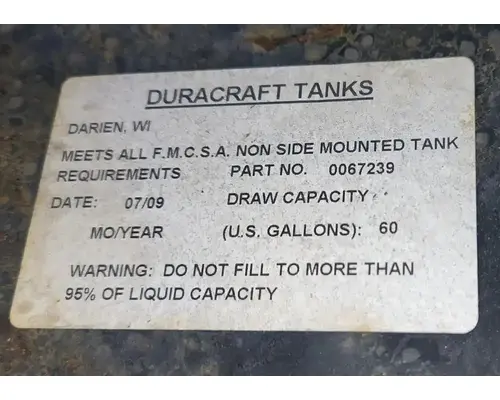 DURACRAFT TANKS
DARIEN, WI
MEETS ALL F.M.C.S.A. NON SIDE MOUNTED TANK
REQUIREMENTS PART NO. 0067239
DATE: 07/09 DRAW CAPACITY
MO/YEAR (U.S. GALLONS): 60
WARNING: DO NOT FILL TO MORE THAN
95% OF LIQUID CAPACITY